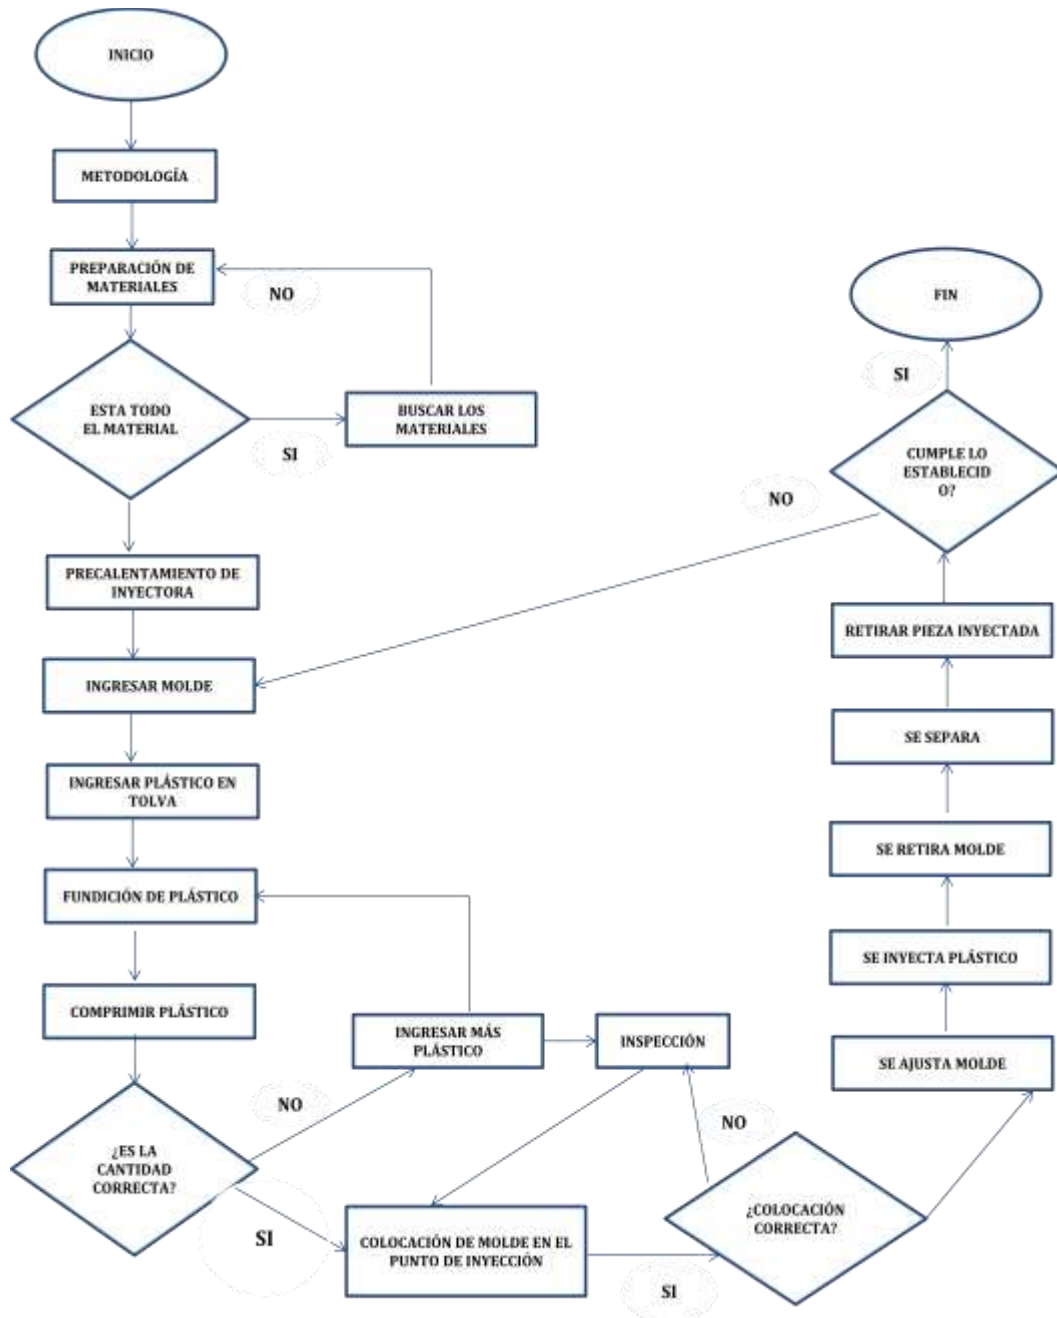 INICIO
METODOLOGÍA
PREPARACIÓN DE
MATERIALES
NO
ESTA TODO
EL MATERIAL
SI
BUSCAR LOS
MATERIALES
PRECALENTAMIENTO DE
INYECTORA
INGRESAR MOLDE
INGRESAR PLÁSTICO EN
TOLVA
FUNDICIÓN DE PLÁSTICO
COMPRIMIR PLÁSTICO
¿ES LA
CANTIDAD
CORRECTA?
NO
INGRESAR MÁS
PLÁSTICO
INSPECCIÓN
SI
COLOCACIÓN DE MOLDE EN EL
PUNTO DE INYECCIÓN
SI
NO
¿COLOCACIÓN
CORRECTA?
SE AJUSTA MOLDE
SE INYECTA PLÁSTICO
SE RETIRA MOLDE
SE SEPARA
RETIRAR PIEZA INYECTADA
CUMPLE LO
ESTABLECID
O?
NO
SI
FIN